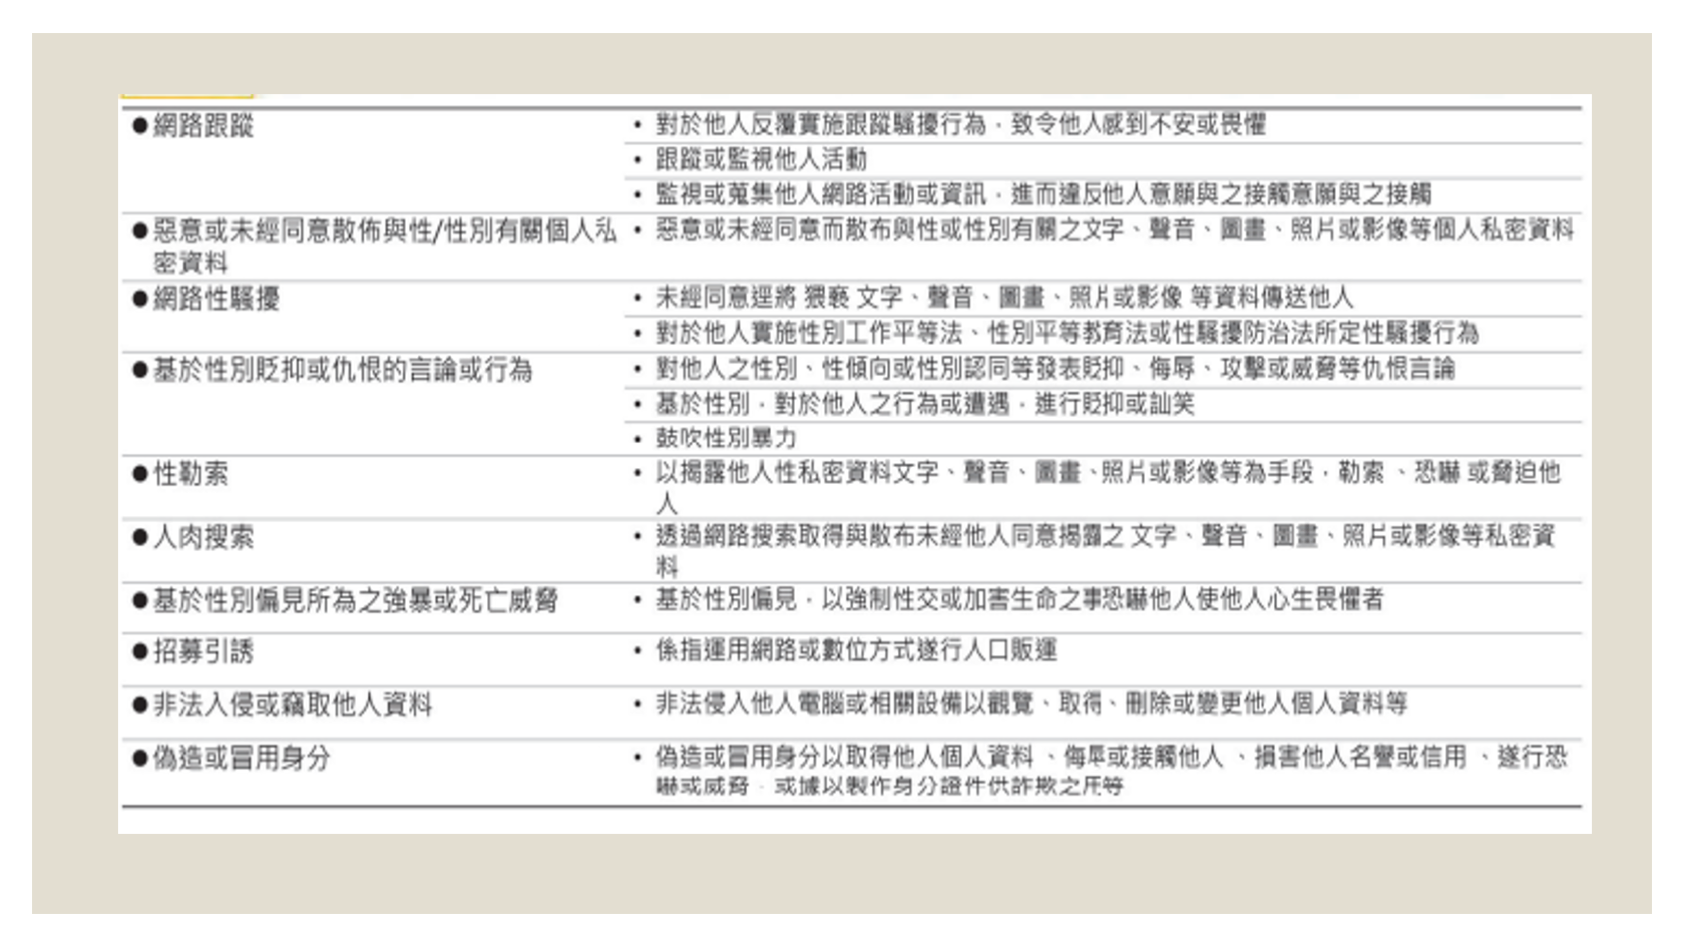 ●網路跟蹤
• 對於他人反覆實施跟蹤騷擾行為，致令他人感到不安或畏懼
• 跟蹤或監視他人活動
• 監視或蒐集他人網路活動或資訊，進而違反他人意願與之接觸意願與之接觸
●惡意或未經同意散佈與性/性別有關個人私
密資料
• 惡意或未經同意而散布與性或性別有關之文字、聲音、圖畫、照片或影像等個人私密資料
●網路性騷擾
• 未經同意逕將 猥褻 文字、聲音、圖畫、照片或影像 等資料傳送他人
• 對於他人實施性別工作平等法、性別平等教育法或性騷擾防治法所定性騷擾行為
●基於性別貶抑或仇恨的言論或行為
• 對他人之性別、性傾向或性別認同等發表貶抑、侮辱、攻擊或威脅等仇恨言論
• 基於性別，對於他人之行為或遭遇，進行貶抑或訕笑
• 鼓吹性別暴力
●性勒索
• 以揭露他人性私密資料文字、聲音、圖畫、照片或影像等為手段，勒索 、恐嚇 或脅迫他
人
●人肉搜索
• 透過網路搜索取得與散布未經他人同意揭露之 文字、聲音、圖畫、照片或影像等私密資
料
●基於性別偏見所為之強暴或死亡威脅
• 基於性別偏見，以強制性交或加害生命之事恐嚇他人使他人心生畏懼者
●招募引誘
• 係指運用網路或數位方式遂行人口販運
●非法入侵或竊取他人資料
• 非法侵入他人電腦或相關設備以觀覽、取得、刪除或變更他人個人資料等
●偽造或冒用身分
• 偽造或冒用身分以取得他人個人資料 、侮辱或接觸他人 、損害他人名譽或信用 、遂行恐
嚇或威脅，或據以製作身分證件供詐欺之用等